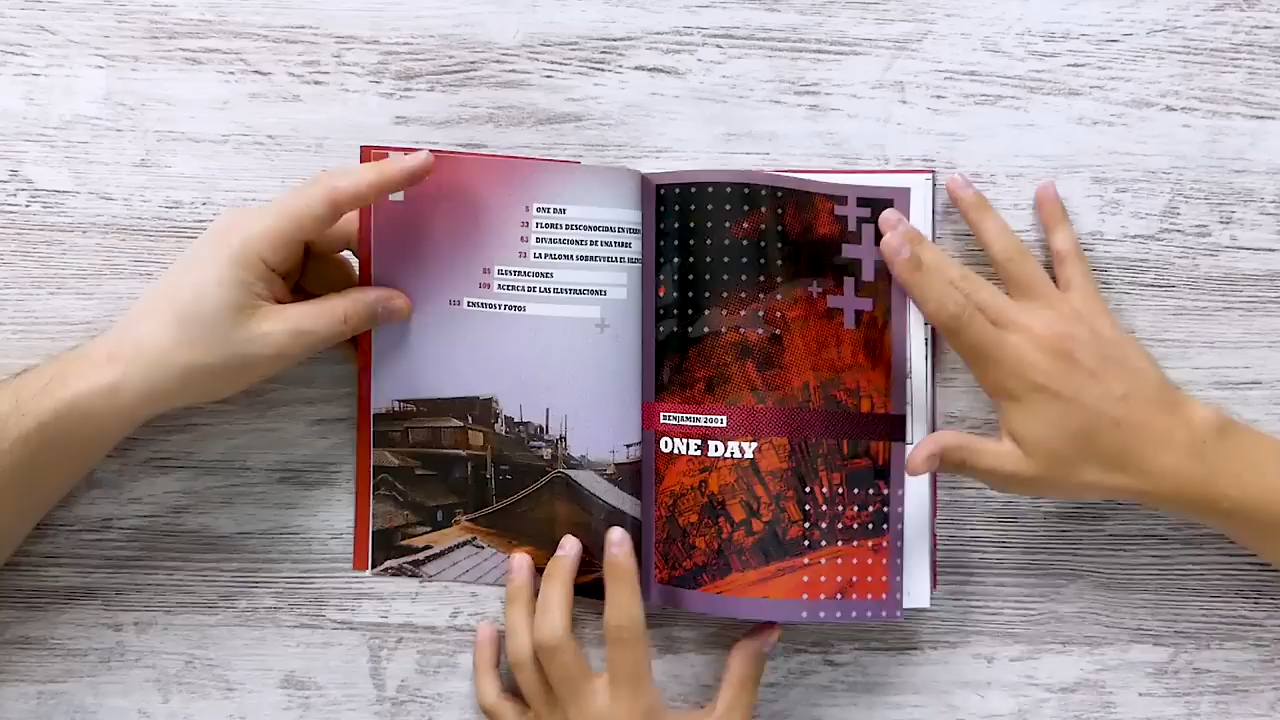 5 ONE DAY
33 FLORES DESCONOCIDAS EN
63 DIVAGACIONES DE UNA TARDE
73 LA PALOMA SOBREVUELA EL
85 ILUSTRACIONES
109 ACERCA DE LAS ILUSTRACIONES
113 ENSAYOS Y FOTOS
BENJAMIN/2001
ONE DAY